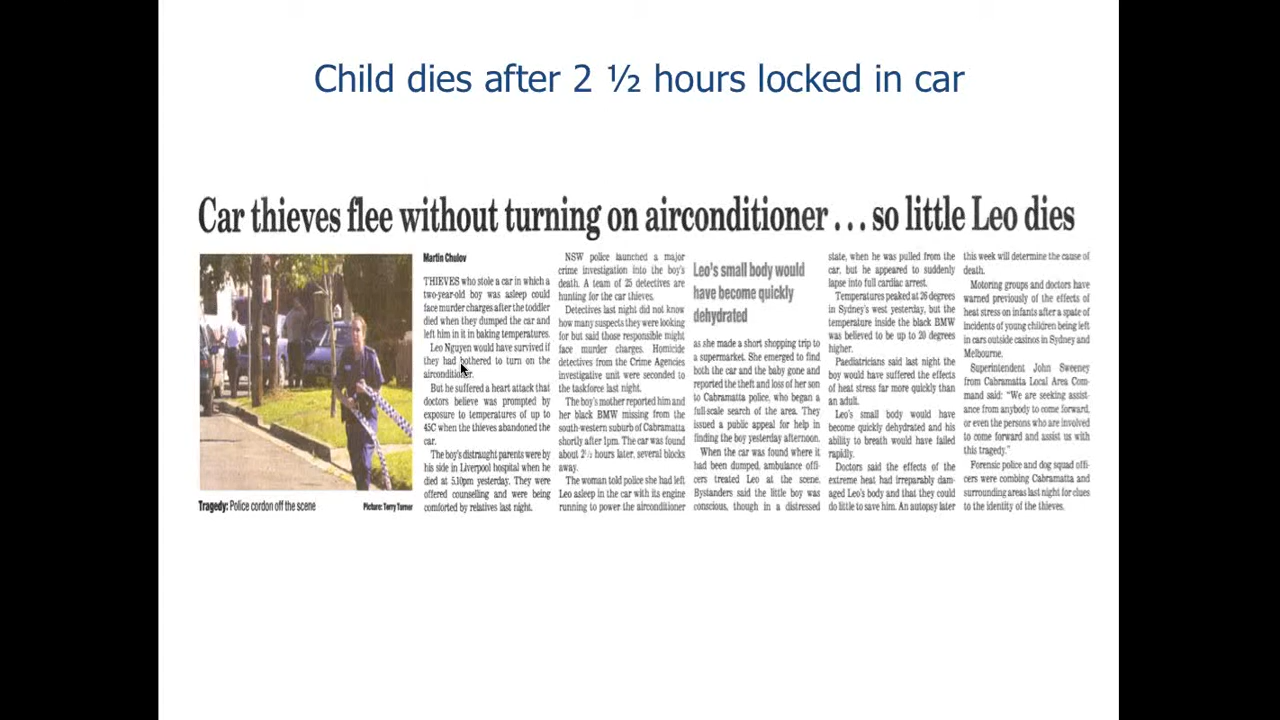 Child dies after 2 ½ hours locked in car
Car thieves flee without turning on airconditioner . . . so little Leo dies
Tragedy: Police cordon off the scene
Picture: Terry Turner
Martin Chulov
THIEVES who stole a car in which a
two-year-old boy was asleep could
face murder charges after the toddler
died when they dumped the car and
left him in it in baking temperatures.
Leo Nguyen would have survived if
they had bothered to turn on the
airconditioner.
But he suffered a heart attack that
doctors believe was prompted by
exposure to temperatures of up to
45C when the thieves abandoned the
car.
The boy's distraught parents were by
his side in Liverpool hospital when he
died at 5.10pm yesterday. They were
offered counselling and were being
comforted by relatives last night.
NSW police launched a major
crime investigation into the boy's
death. A team of 25 detectives are
hunting for the car thieves.
Detectives last night did not know
how many suspects they were looking
for but said those responsible might
face murder charges. Homicide
detectives from the Crime Agencies
investigative unit were seconded to
the taskforce last night.
The boy's mother reported him and
her black BMW missing from the
south-western suburb of Cabramatta
shortly after 1pm. The car was found
about 2½ hours later, several blocks
away.
The woman told police she had left
Leo asleep in the car with its engine
running to power the airconditioner
Leo's small body would
have become quickly
dehydrated
as she made a short shopping trip to
a supermarket. She emerged to find
both the car and the baby gone and
reported the theft and loss of her son
to Cabramatta police, who began a
full-scale search of the area. They
issued a public appeal for help in
finding the boy yesterday afternoon.
When the car was found where it
had been dumped, ambulance offi-
cers treated Leo at the scene.
Bystanders said the little boy was
conscious, though in a distressed
state, when he was pulled from the
car, but he appeared to suddenly
lapse into full cardiac arrest.
Temperatures peaked at 26 degrees
in Sydney's west yesterday, but the
temperature inside the black BMW
was believed to be up to 20 degrees
higher.
Paediatricians said last night the
boy would have suffered the effects
of heat stress far more quickly than
an adult.
Leo's small body would have
become quickly dehydrated and his
ability to breath would have failed
rapidly.
Doctors said the effects of the
extreme heat had irreparably dam-
aged Leo's body and that they could
do little to save him. An autopsy later
this week will determine the cause of
death.
Motoring groups and doctors have
warned previously of the effects of
heat stress on infants after a spate of
incidents of young children being left
in cars outside casinos in Sydney and
Melbourne.
Superintendent John Sweeney
from Cabramatta Local Area Com-
mand said: "We are seeking assist-
ance from anybody to come forward,
or even the persons who are involved
to come forward and assist us with
this tragedy."
Forensic police and dog squad offi-
cers were combing Cabramatta and
surrounding areas last night for clues
to the identity of the thieves.